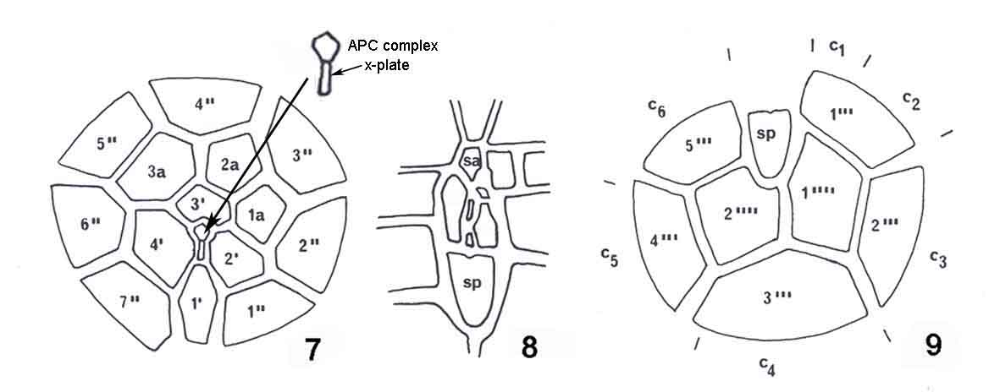 APC complex
x-plate
4"
5"
3"
3a
2a
3'
1a
6"
4'
2'
2"
7"
1'
1"
7
sa
sp
8
c1
c6
c2
1'''
sp
5'''
1''''
2''''
2'''
4'''
c5
c3
3'''
9
c4